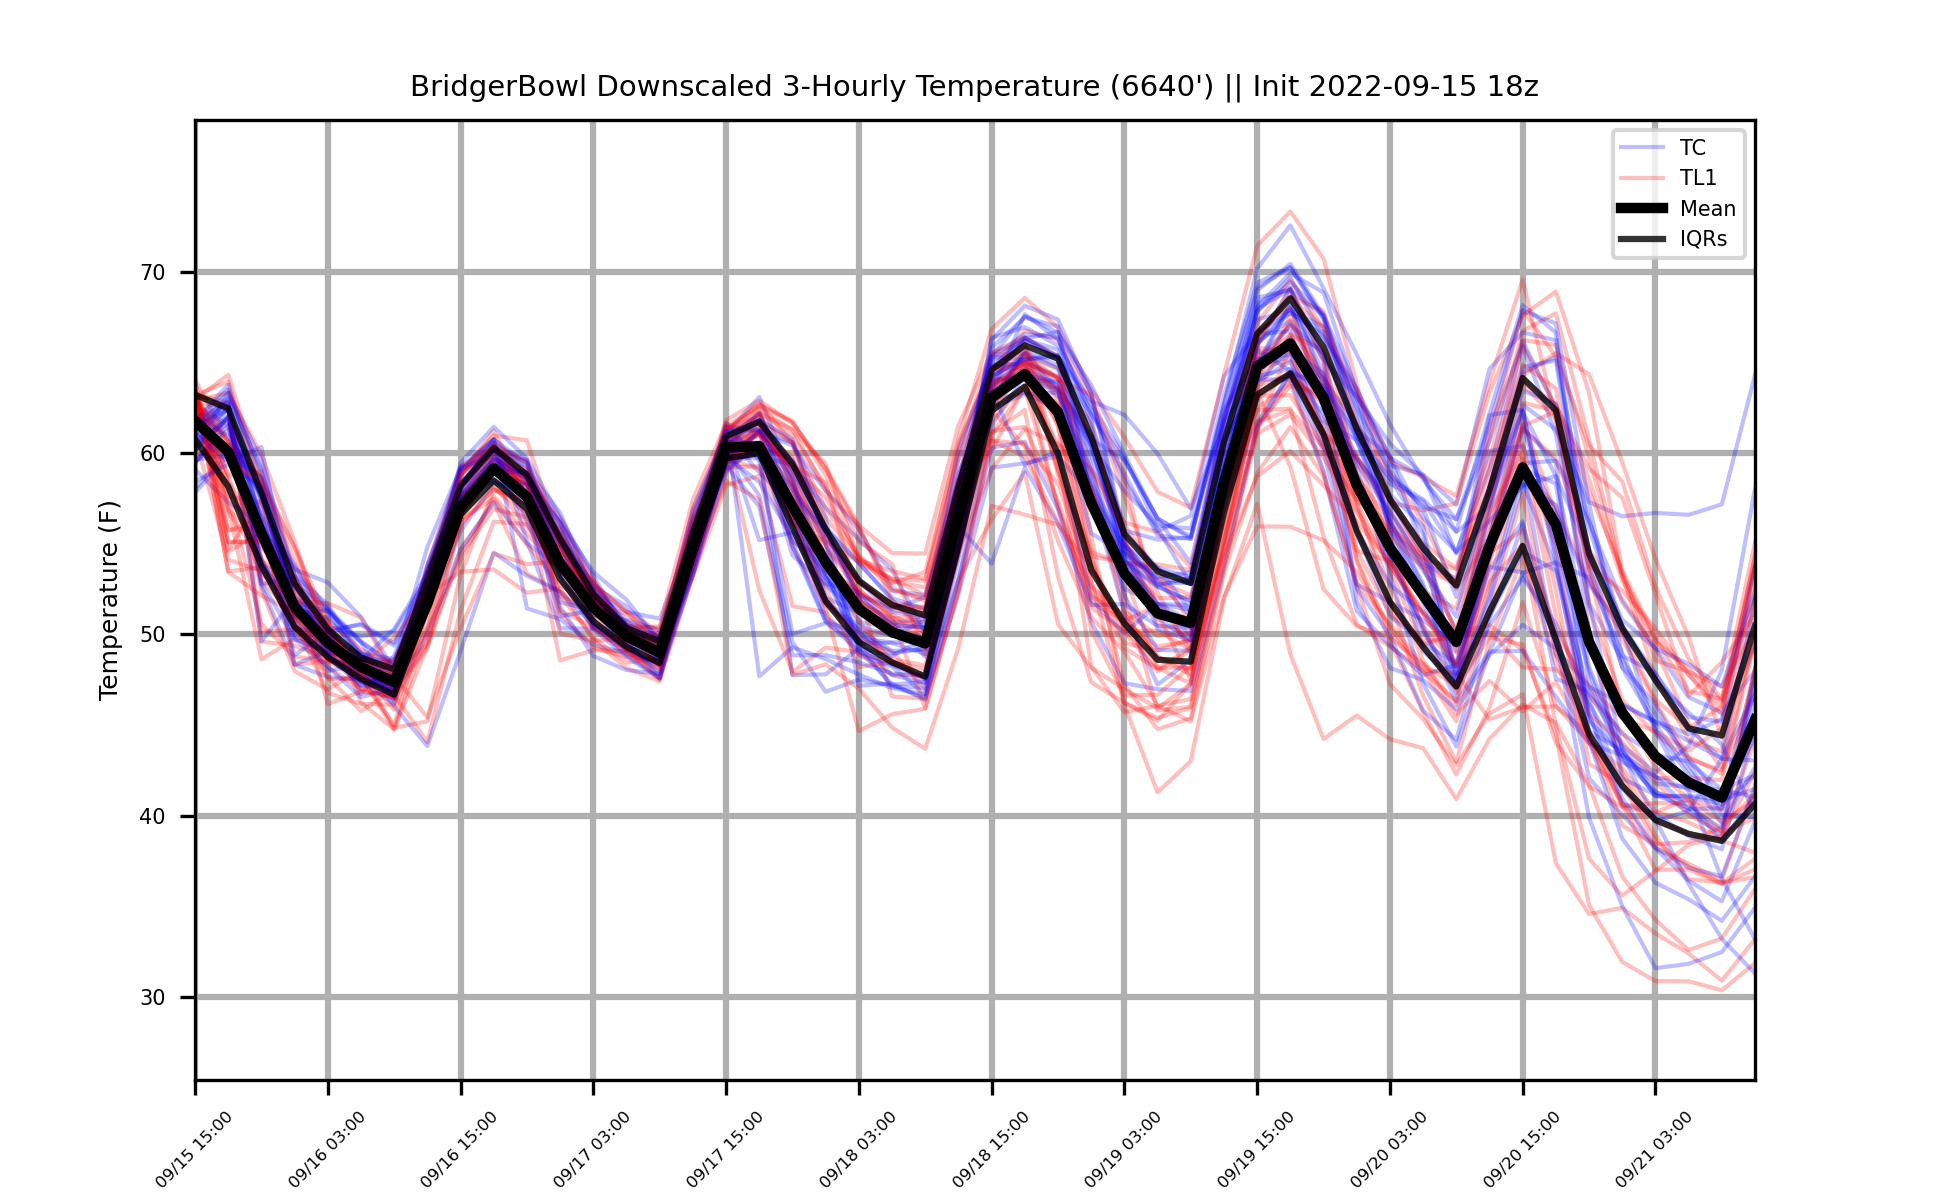 BridgerBowl Downscaled 3-Hourly Temperature (6640') || Init 2022-09-15 18z
TC
TL1
Mean
IQRs
Temperature (F)
70
60
50
40
30
09/15 15:00
09/16 03:00
09/16 15:00
09/17 03:00
09/17 15:00
09/18 03:00
09/18 15:00
09/19 03:00
09/19 15:00
09/20 03:00
09/20 15:00
09/21 03:00